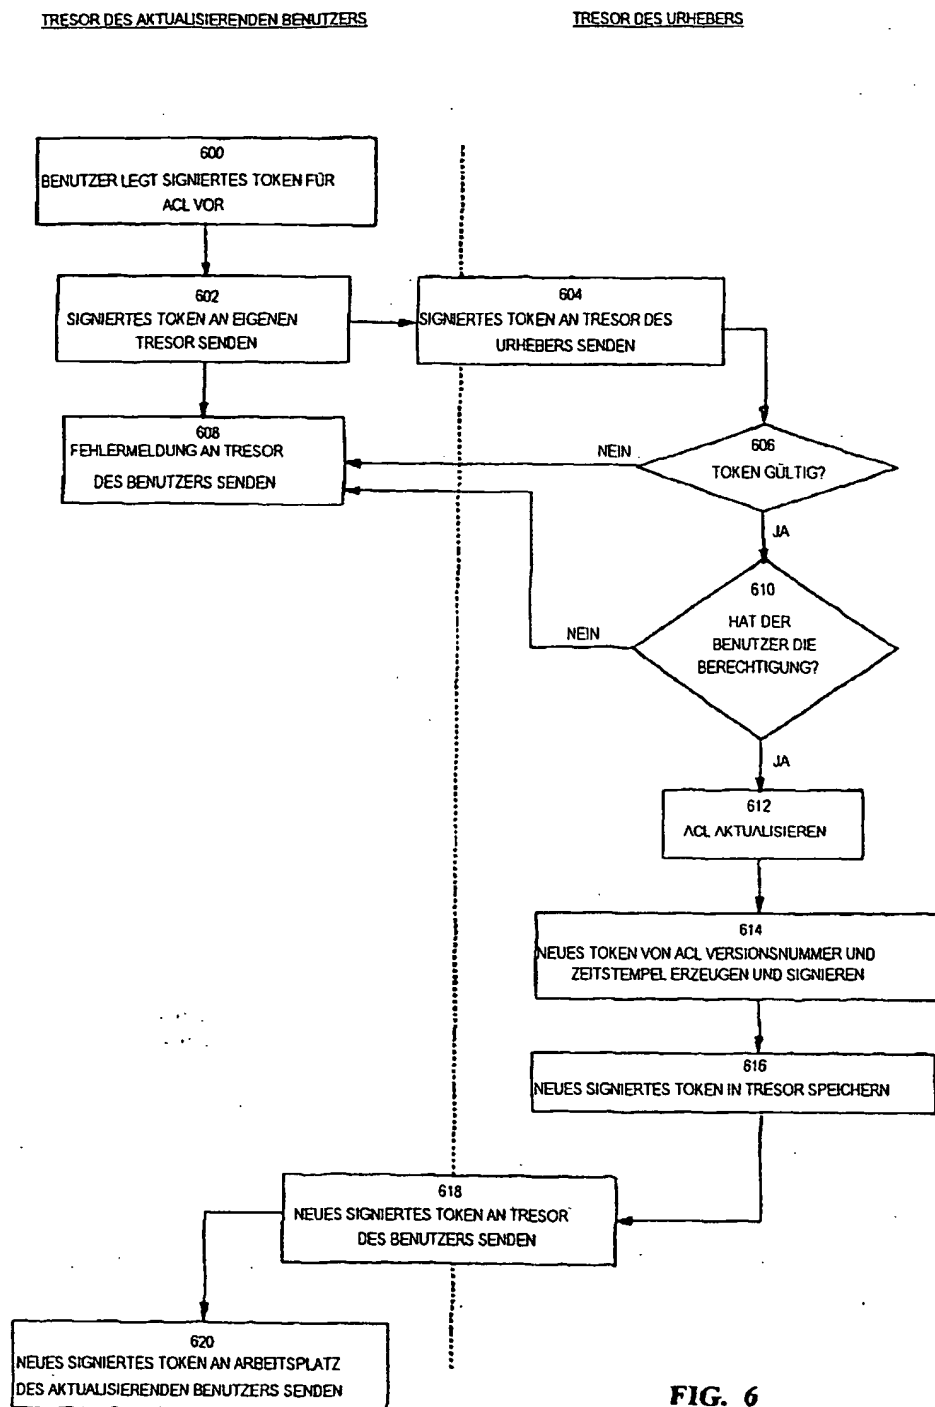 TRESOR DES AKTUALISIERENDEN BENUTZERS
TRESOR DES URHEBERS
600
BENUTZER LEGT SIGNIERTES TOKEN FÜR
ACL VOR
602
SIGNIERTES TOKEN AN EIGENEN
TRESOR SENDEN
604
SIGNIERTES TOKEN AN TRESOR DES
URHEBERS SENDEN
608
FEHLERMELDUNG AN TRESOR
DES BENUTZERS SENDEN
NEIN
606
TOKEN GÜLTIG?
JA
610
HAT DER
BENUTZER DIE
BERECHTIGUNG?
NEIN
JA
612
ACL AKTUALISIEREN
614
NEUES TOKEN VON ACL VERSIONSNUMMER UND
ZEITSTEMPEL ERZEUGEN UND SIGNIEREN
616
NEUES SIGNIERTES TOKEN IN TRESOR SPEICHERN
618
NEUES SIGNIERTES TOKEN AN TRESOR
DES BENUTZERS SENDEN
620
NEUES SIGNIERTES TOKEN AN ARBEITSPLATZ
DES AKTUALISIERENDEN BENUTZERS SENDEN
FIG. 6